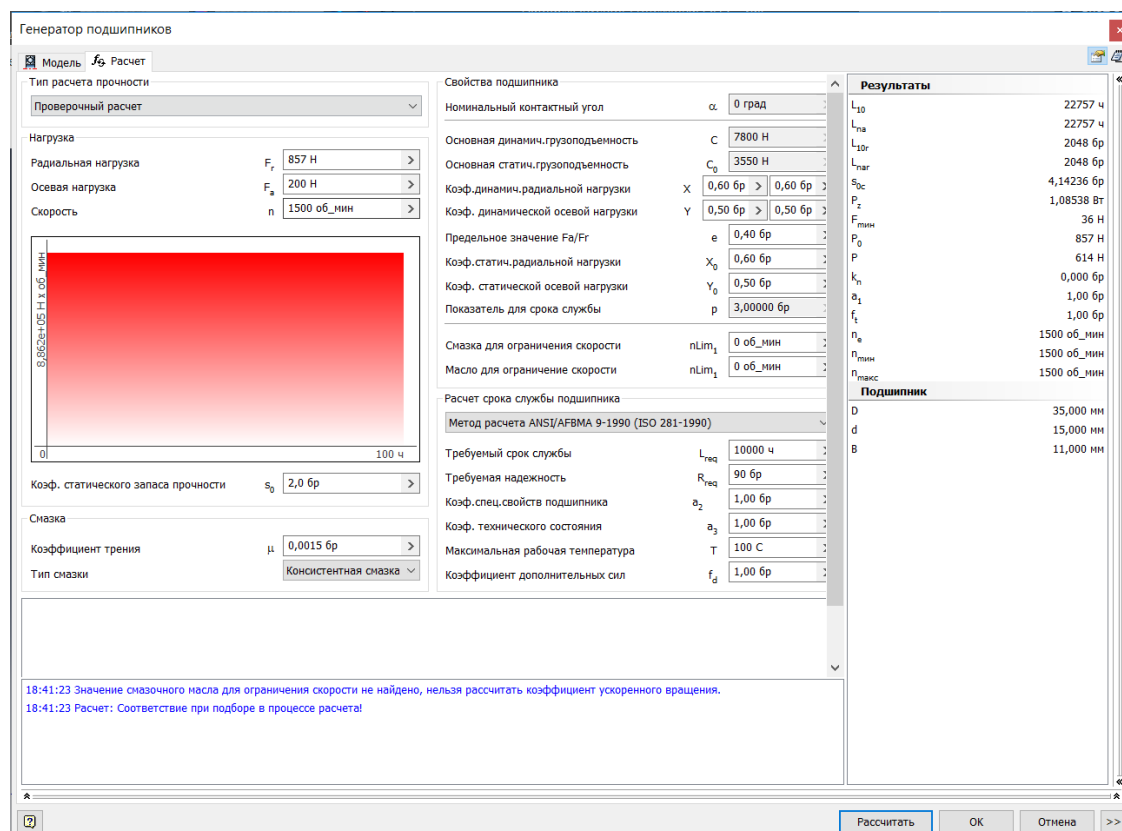 Генератор подшипников
Модель
Расчет
Тип расчета прочности
Проверочный расчет
Нагрузка
Радиальная нагрузка Fr 857 Н
Осевая нагрузка Fa 200 Н
Скорость n 1500 об_мин
8,862e+05 Н x об_мин
0 100 ч
Коэф. статического запаса прочности s0 2,0 бр
Смазка
Коэффициент трения μ 0,0015 бр
Тип смазки Консистентная смазка
Свойства подшипника
Номинальный контактный угол α 0 град
Основная динамич.грузоподъемность C 7800 Н
Основная статич.грузоподъемность C0 3550 Н
Коэф.динамич.радиальной нагрузки X 0,60 бр 0,60 бр
Коэф. динамической осевой нагрузки Y 0,50 бр 0,50 бр
Предельное значение Fa/Fr e 0,40 бр
Коэф.статич.радиальной нагрузки X0 0,60 бр
Коэф. статической осевой нагрузки Y0 0,50 бр
Показатель для срока службы p 3,00000 бр
Смазка для ограничения скорости nLim1 0 об_мин
Масло для ограничение скорости nLim1 0 об_мин
Расчет срока службы подшипника
Метод расчета ANSI/AFBMA 9-1990 (ISO 281-1990)
Требуемый срок службы Lreq 10000 ч
Требуемая надежность Rreq 90 бр
Коэф.спец.свойств подшипника a2 1,00 бр
Коэф. технического состояния a3 1,00 бр
Максимальная рабочая температура T 100 C
Коэффициент дополнительных сил fd 1,00 бр
Результаты
L10 22757 ч
Lna 22757 ч
L10r 2048 бр
Lnar 2048 бр
s0c 4,14236 бр
Pz 1,08538 Вт
Fмин 36 Н
P0 857 Н
P 614 Н
kn 0,000 бр
a1 1,00 бр
ft 1,00 бр
ne 1500 об_мин
nмин 1500 об_мин
nмакс 1500 об_мин
Подшипник
D 35,000 мм
d 15,000 мм
B 11,000 мм
18:41:23 Значение смазочного масла для ограничения скорости не найдено, нельзя рассчитать коэффициент ускоренного вращения.
18:41:23 Расчет: Соответствие при подборе в процессе расчета!
Рассчитать ОК Отмена >>